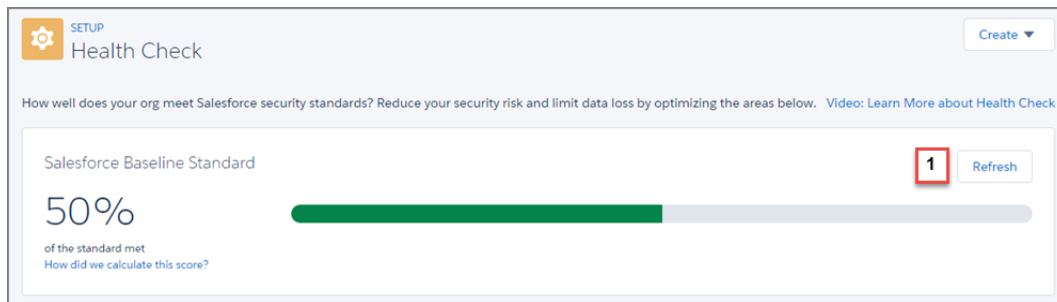 SETUP
Health Check
Create
How well does your org meet Salesforce security standards? Reduce your security risk and limit data loss by optimizing the areas below. Video: Learn More about Health Check
Salesforce Baseline Standard
1
Refresh
50%
of the standard met
How did we calculate this score?